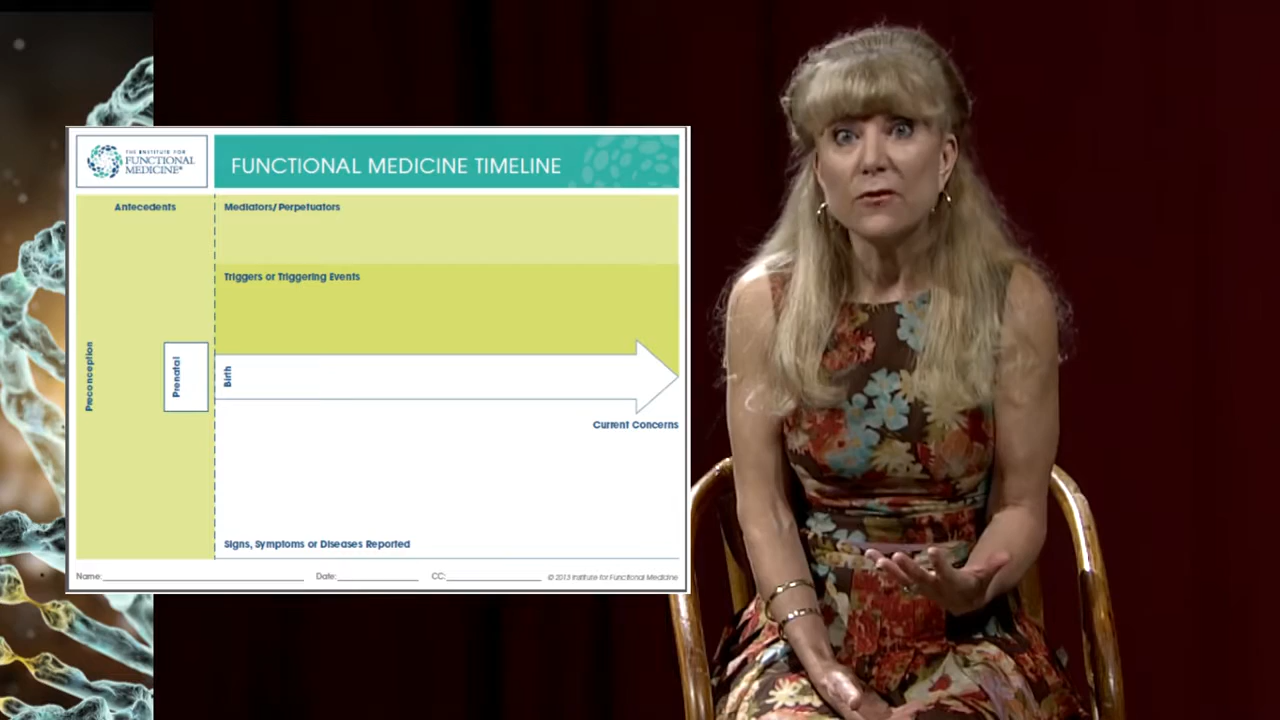 THE INSTITUTE FOR
FUNCTIONAL
MEDICINE®
FUNCTIONAL MEDICINE TIMELINE
Antecedents
Mediators/Perpetuators
Triggers or Triggering Events
Preconception
Prenatal
Birth
Current Concerns
Signs, Symptoms or Diseases Reported
Name:
Date:
CC:
© 2013 Institute for Functional Medicine